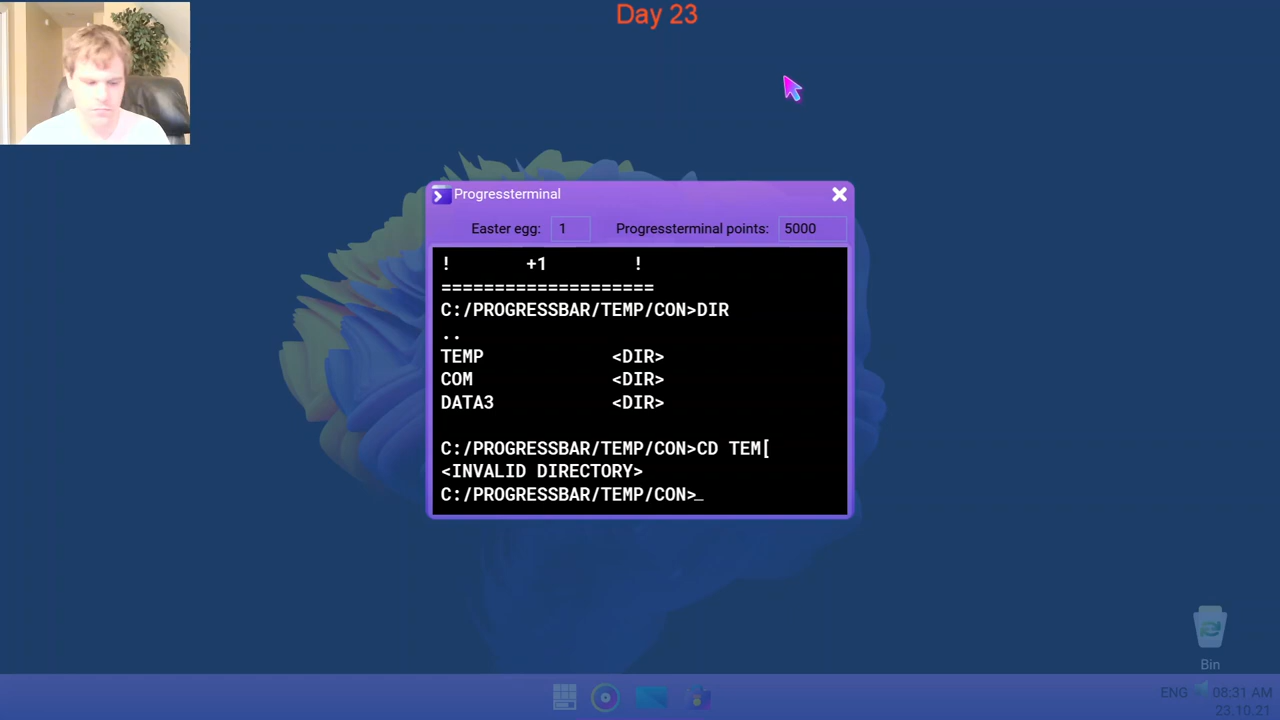 Day 23
Progressterminal
Easter egg: 1 Progressterminal points: 5000
! +1 !
====================
C:/PROGRESSBAR/TEMP/CON>DIR
..
TEMP <DIR>
COM <DIR>
DATA3 <DIR>
C:/PROGRESSBAR/TEMP/CON>CD TEM[
<INVALID DIRECTORY>
C:/PROGRESSBAR/TEMP/CON>_
Bin
ENG 08:31 AM
23.10.21